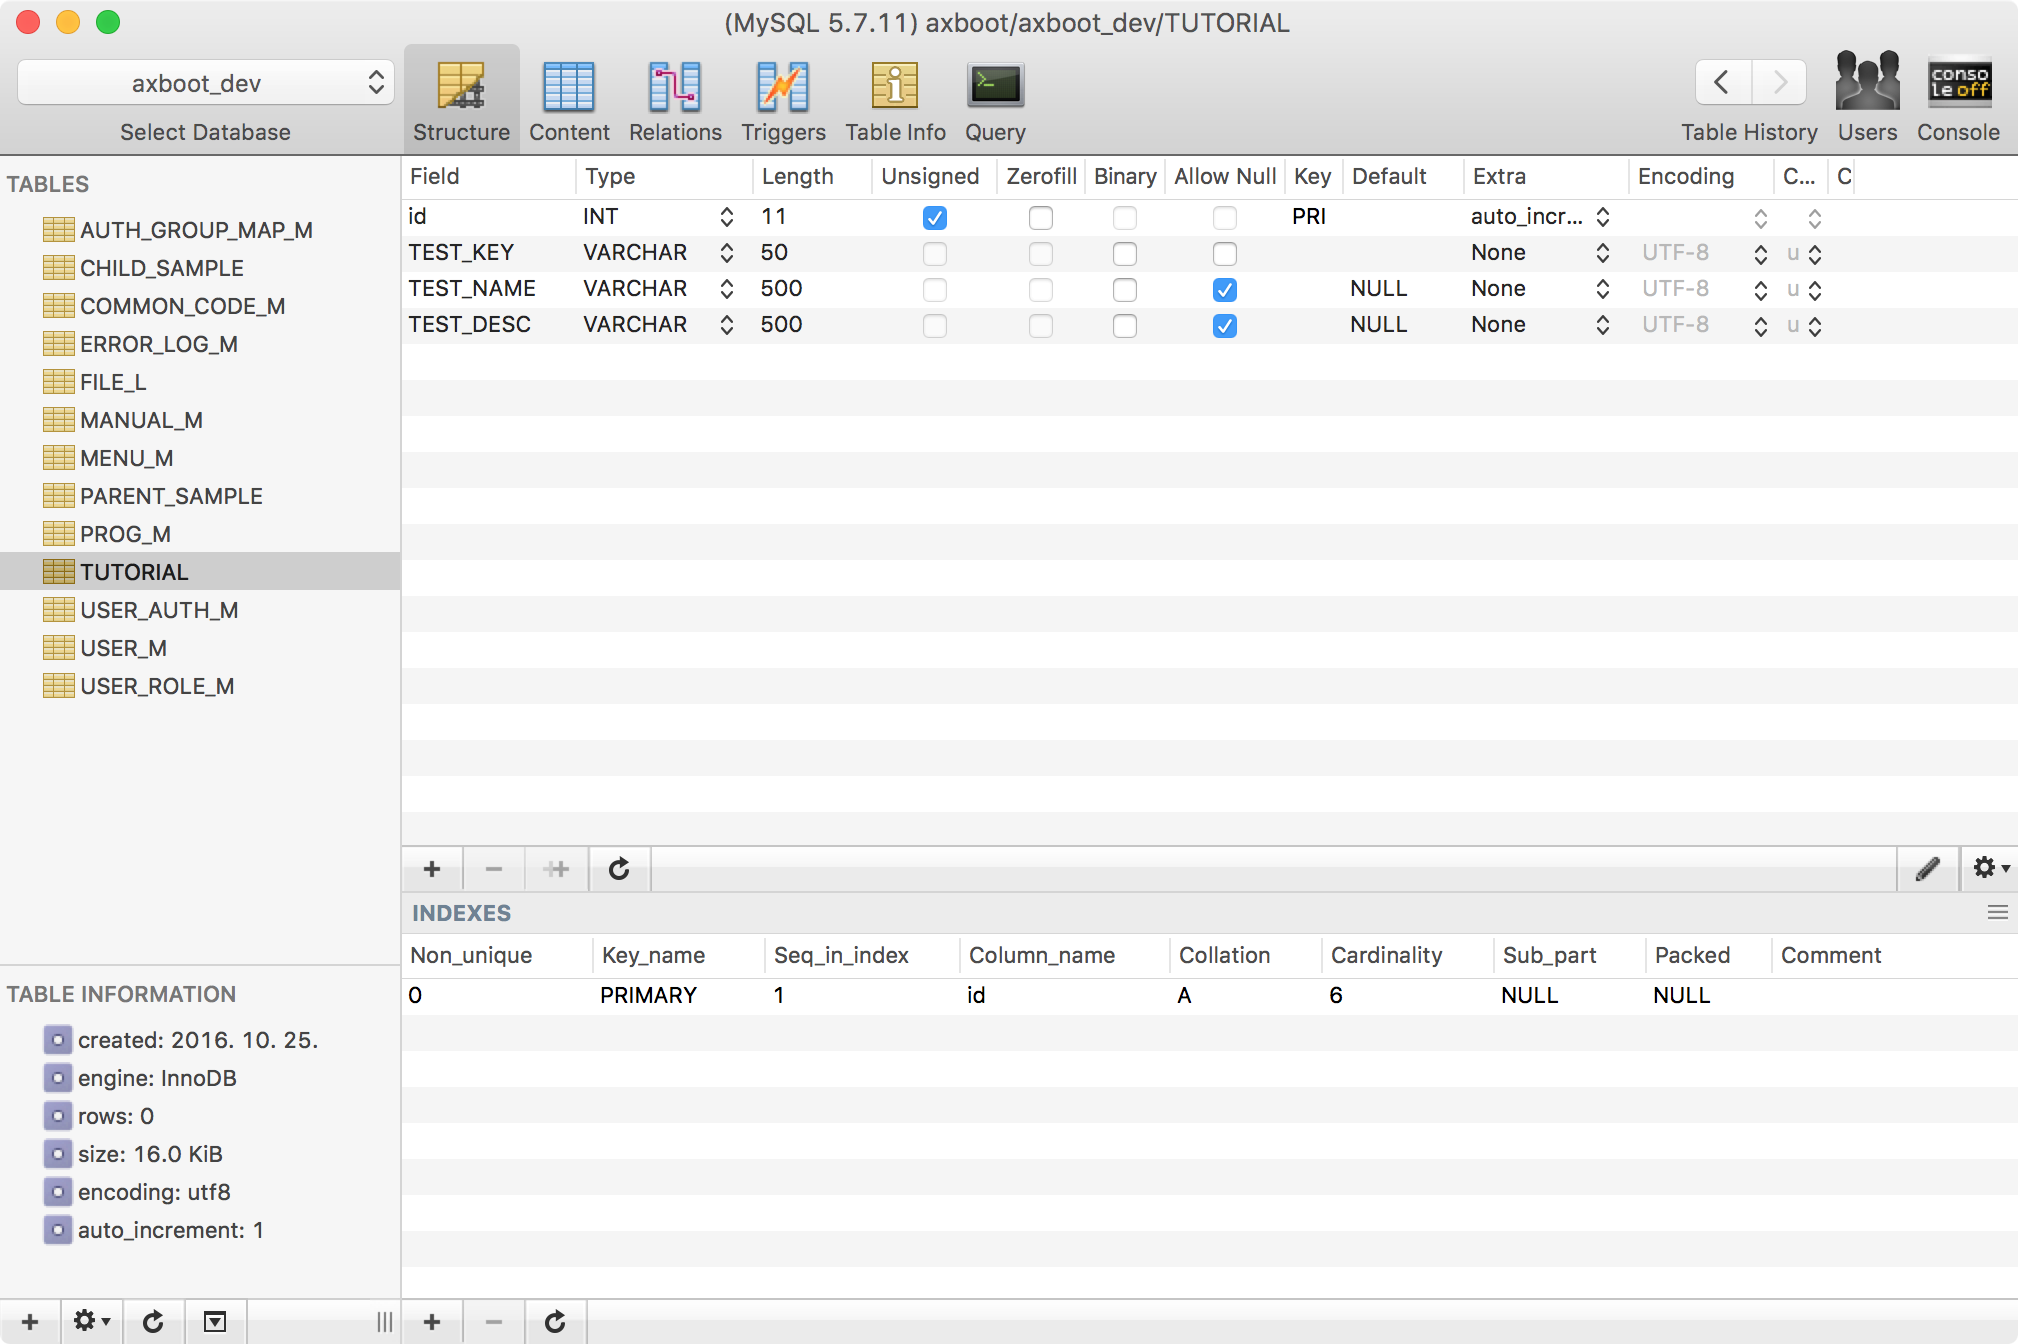 (MySQL 5.7.11) axboot/axboot_dev/TUTORIAL
axboot_dev
Select Database
Structure Content Relations Triggers Table Info Query
Table History Users Console
conso
le off
TABLES
AUTH_GROUP_MAP_M
CHILD_SAMPLE
COMMON_CODE_M
ERROR_LOG_M
FILE_L
MANUAL_M
MENU_M
PARENT_SAMPLE
PROG_M
TUTORIAL
USER_AUTH_M
USER_M
USER_ROLE_M
Field Type Length Unsigned Zerofill Binary Allow Null Key Default Extra Encoding C... C
id INT 11 PRI auto_incr...
TEST_KEY VARCHAR 50 None UTF-8 u
TEST_NAME VARCHAR 500 NULL None UTF-8 u
TEST_DESC VARCHAR 500 NULL None UTF-8 u
INDEXES
Non_unique Key_name Seq_in_index Column_name Collation Cardinality Sub_part Packed Comment
0 PRIMARY 1 id A 6 NULL NULL
TABLE INFORMATION
created: 2016. 10. 25.
engine: InnoDB
rows: 0
size: 16.0 KiB
encoding: utf8
auto_increment: 1